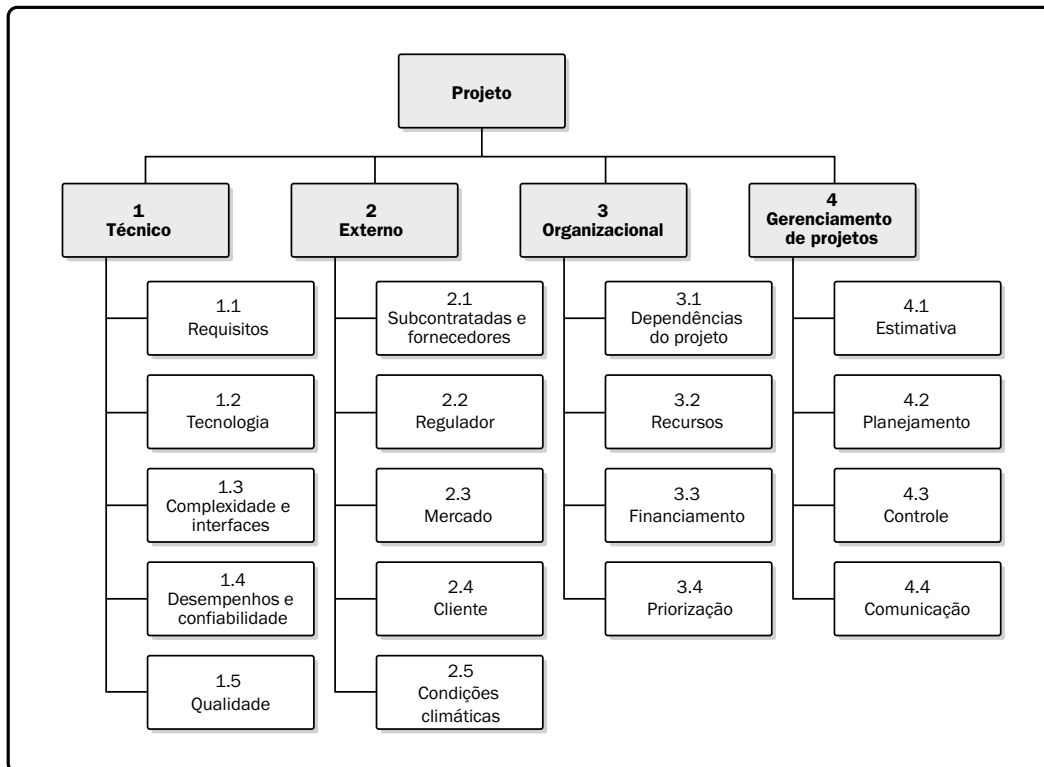 Projeto
1
Técnico
2
Externo
3
Organizacional
4
Gerenciamento
de projetos
1.1
Requisitos
1.2
Tecnologia
1.3
Complexidade e
interfaces
1.4
Desempenhos e
confiabilidade
1.5
Qualidade
2.1
Subcontratadas e
fornecedores
2.2
Regulador
2.3
Mercado
2.4
Cliente
2.5
Condições
climáticas
3.1
Dependências
do projeto
3.2
Recursos
3.3
Financiamento
3.4
Priorização
4.1
Estimativa
4.2
Planejamento
4.3
Controle
4.4
Comunicação